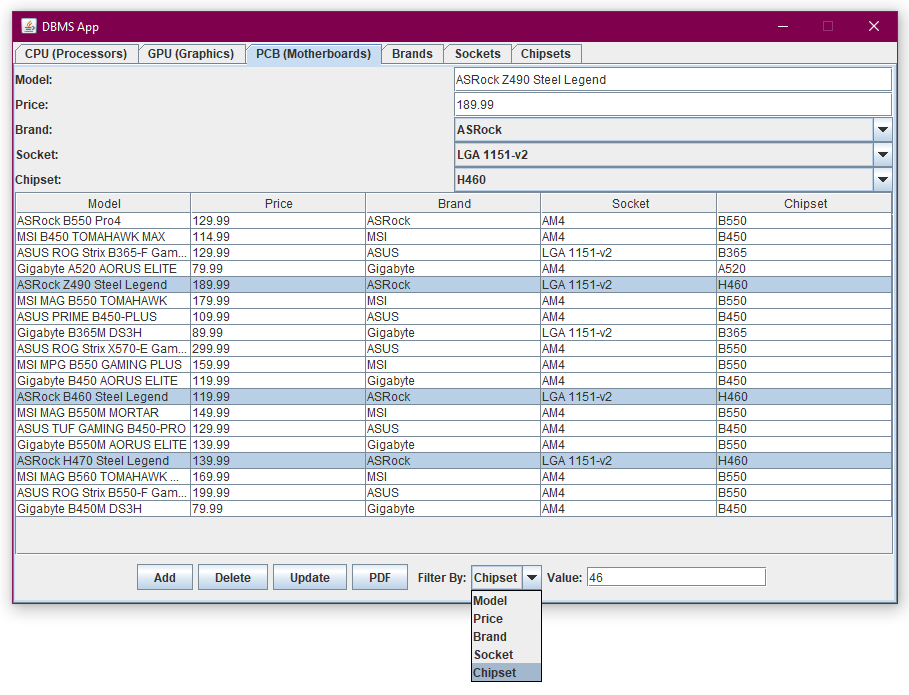 DBMS App
CPU (Processors) GPU (Graphics) PCB (Motherboards) Brands Sockets Chipsets
Model: ASRock Z490 Steel Legend
Price: 189.99
Brand: ASRock
Socket: LGA 1151-v2
Chipset: H460
Model Price Brand Socket Chipset
ASRock B550 Pro4 129.99 ASRock AM4 B550
MSI B450 TOMAHAWK MAX 114.99 MSI AM4 B450
ASUS ROG Strix B365-F Gam... 129.99 ASUS LGA 1151-v2 B365
Gigabyte A520 AORUS ELITE 79.99 Gigabyte AM4 A520
ASRock Z490 Steel Legend 189.99 ASRock LGA 1151-v2 H460
MSI MAG B550 TOMAHAWK 179.99 MSI AM4 B550
ASUS PRIME B450-PLUS 109.99 ASUS AM4 B450
Gigabyte B365M DS3H 89.99 Gigabyte LGA 1151-v2 B365
ASUS ROG Strix X570-E Gam... 299.99 ASUS AM4 B550
MSI MPG B550 GAMING PLUS 159.99 MSI AM4 B550
Gigabyte B450 AORUS ELITE 119.99 Gigabyte AM4 B450
ASRock B460 Steel Legend 119.99 ASRock LGA 1151-v2 H460
MSI MAG B550M MORTAR 149.99 MSI AM4 B550
ASUS TUF GAMING B450-PRO 129.99 ASUS AM4 B450
Gigabyte B550M AORUS ELITE 139.99 Gigabyte AM4 B550
ASRock H470 Steel Legend 139.99 ASRock LGA 1151-v2 H460
MSI MAG B560 TOMAHAWK ... 169.99 MSI AM4 B550
ASUS ROG Strix B550-F Gam... 199.99 ASUS AM4 B550
Gigabyte B450M DS3H 79.99 Gigabyte AM4 B450
Add Delete Update PDF Filter By: Chipset Value: 46
Model
Price
Brand
Socket
Chipset